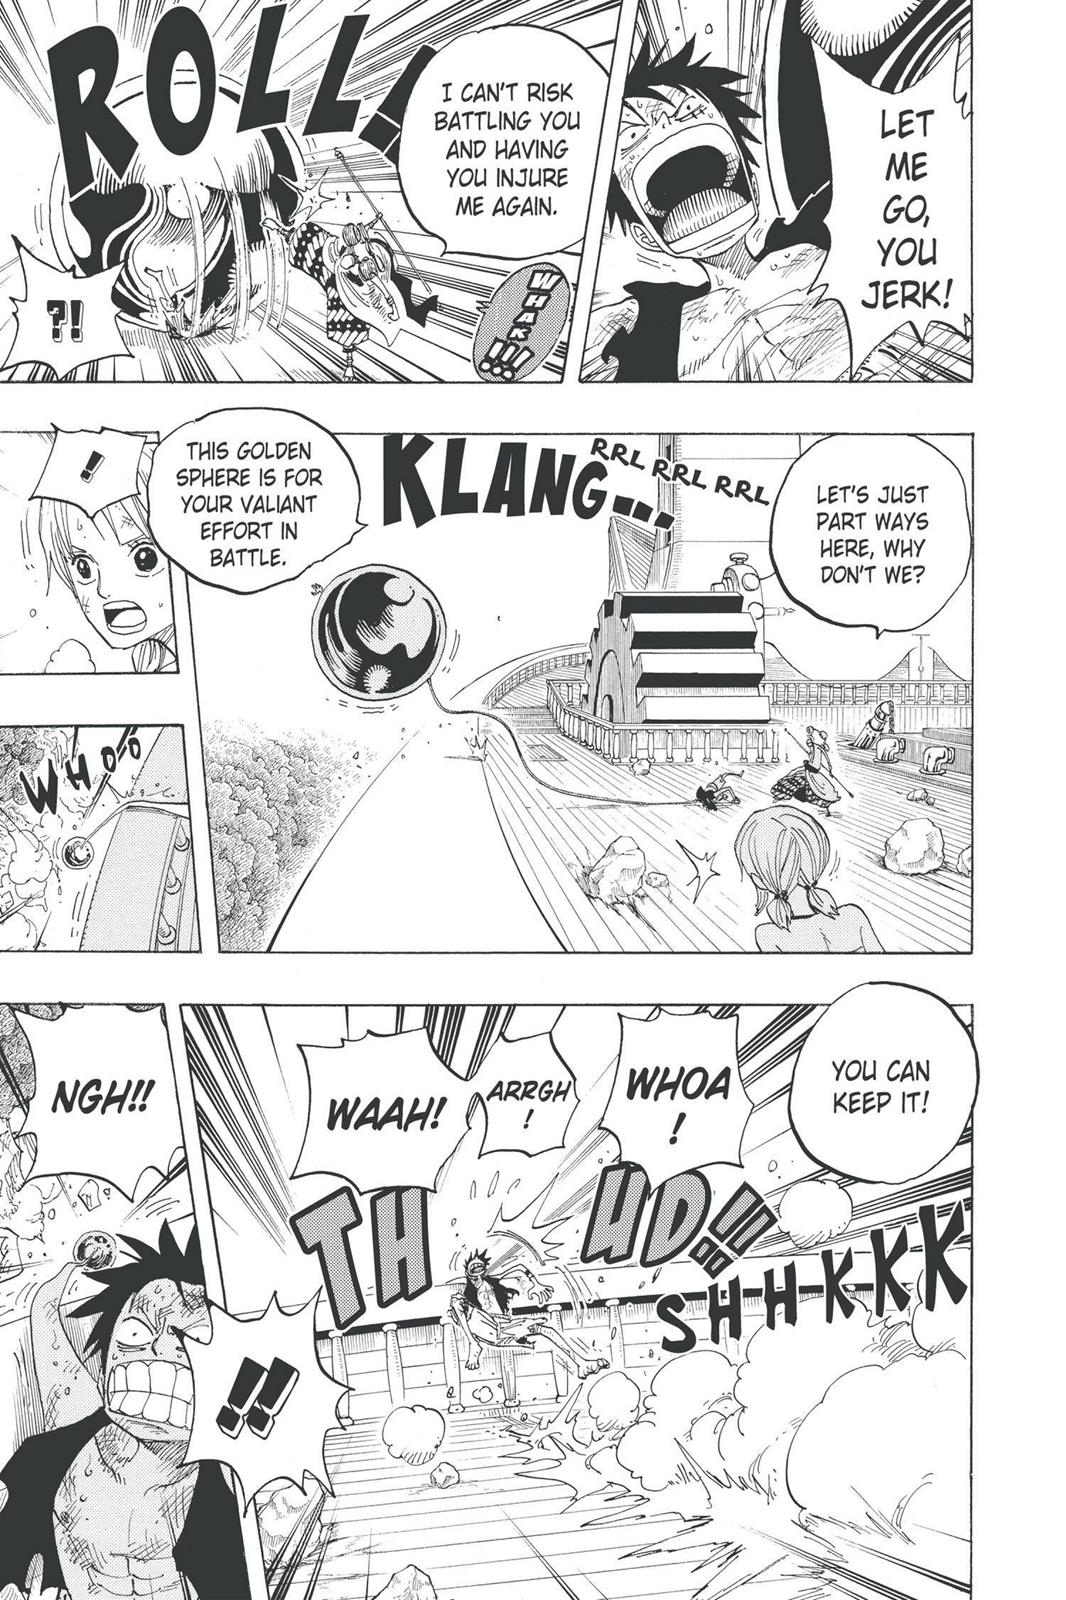 LET
ME
GO,
YOU
JERK!
I CAN'T RISK
BATTLING YOU
AND HAVING
YOU INJURE
ME AGAIN.
WHAK!!!
ROLL!
?!
LET'S JUST
PART WAYS
HERE, WHY
DON'T WE?
RRL RRL RRL
KLANG...
THIS GOLDEN
SPHERE IS FOR
YOUR VALIANT
EFFORT IN
BATTLE.
!
WHOO
YOU CAN
KEEP IT!
WHOA
!
ARRGH
!
WAAH!
THUD!!
SHHKKK
NGH!!
!!